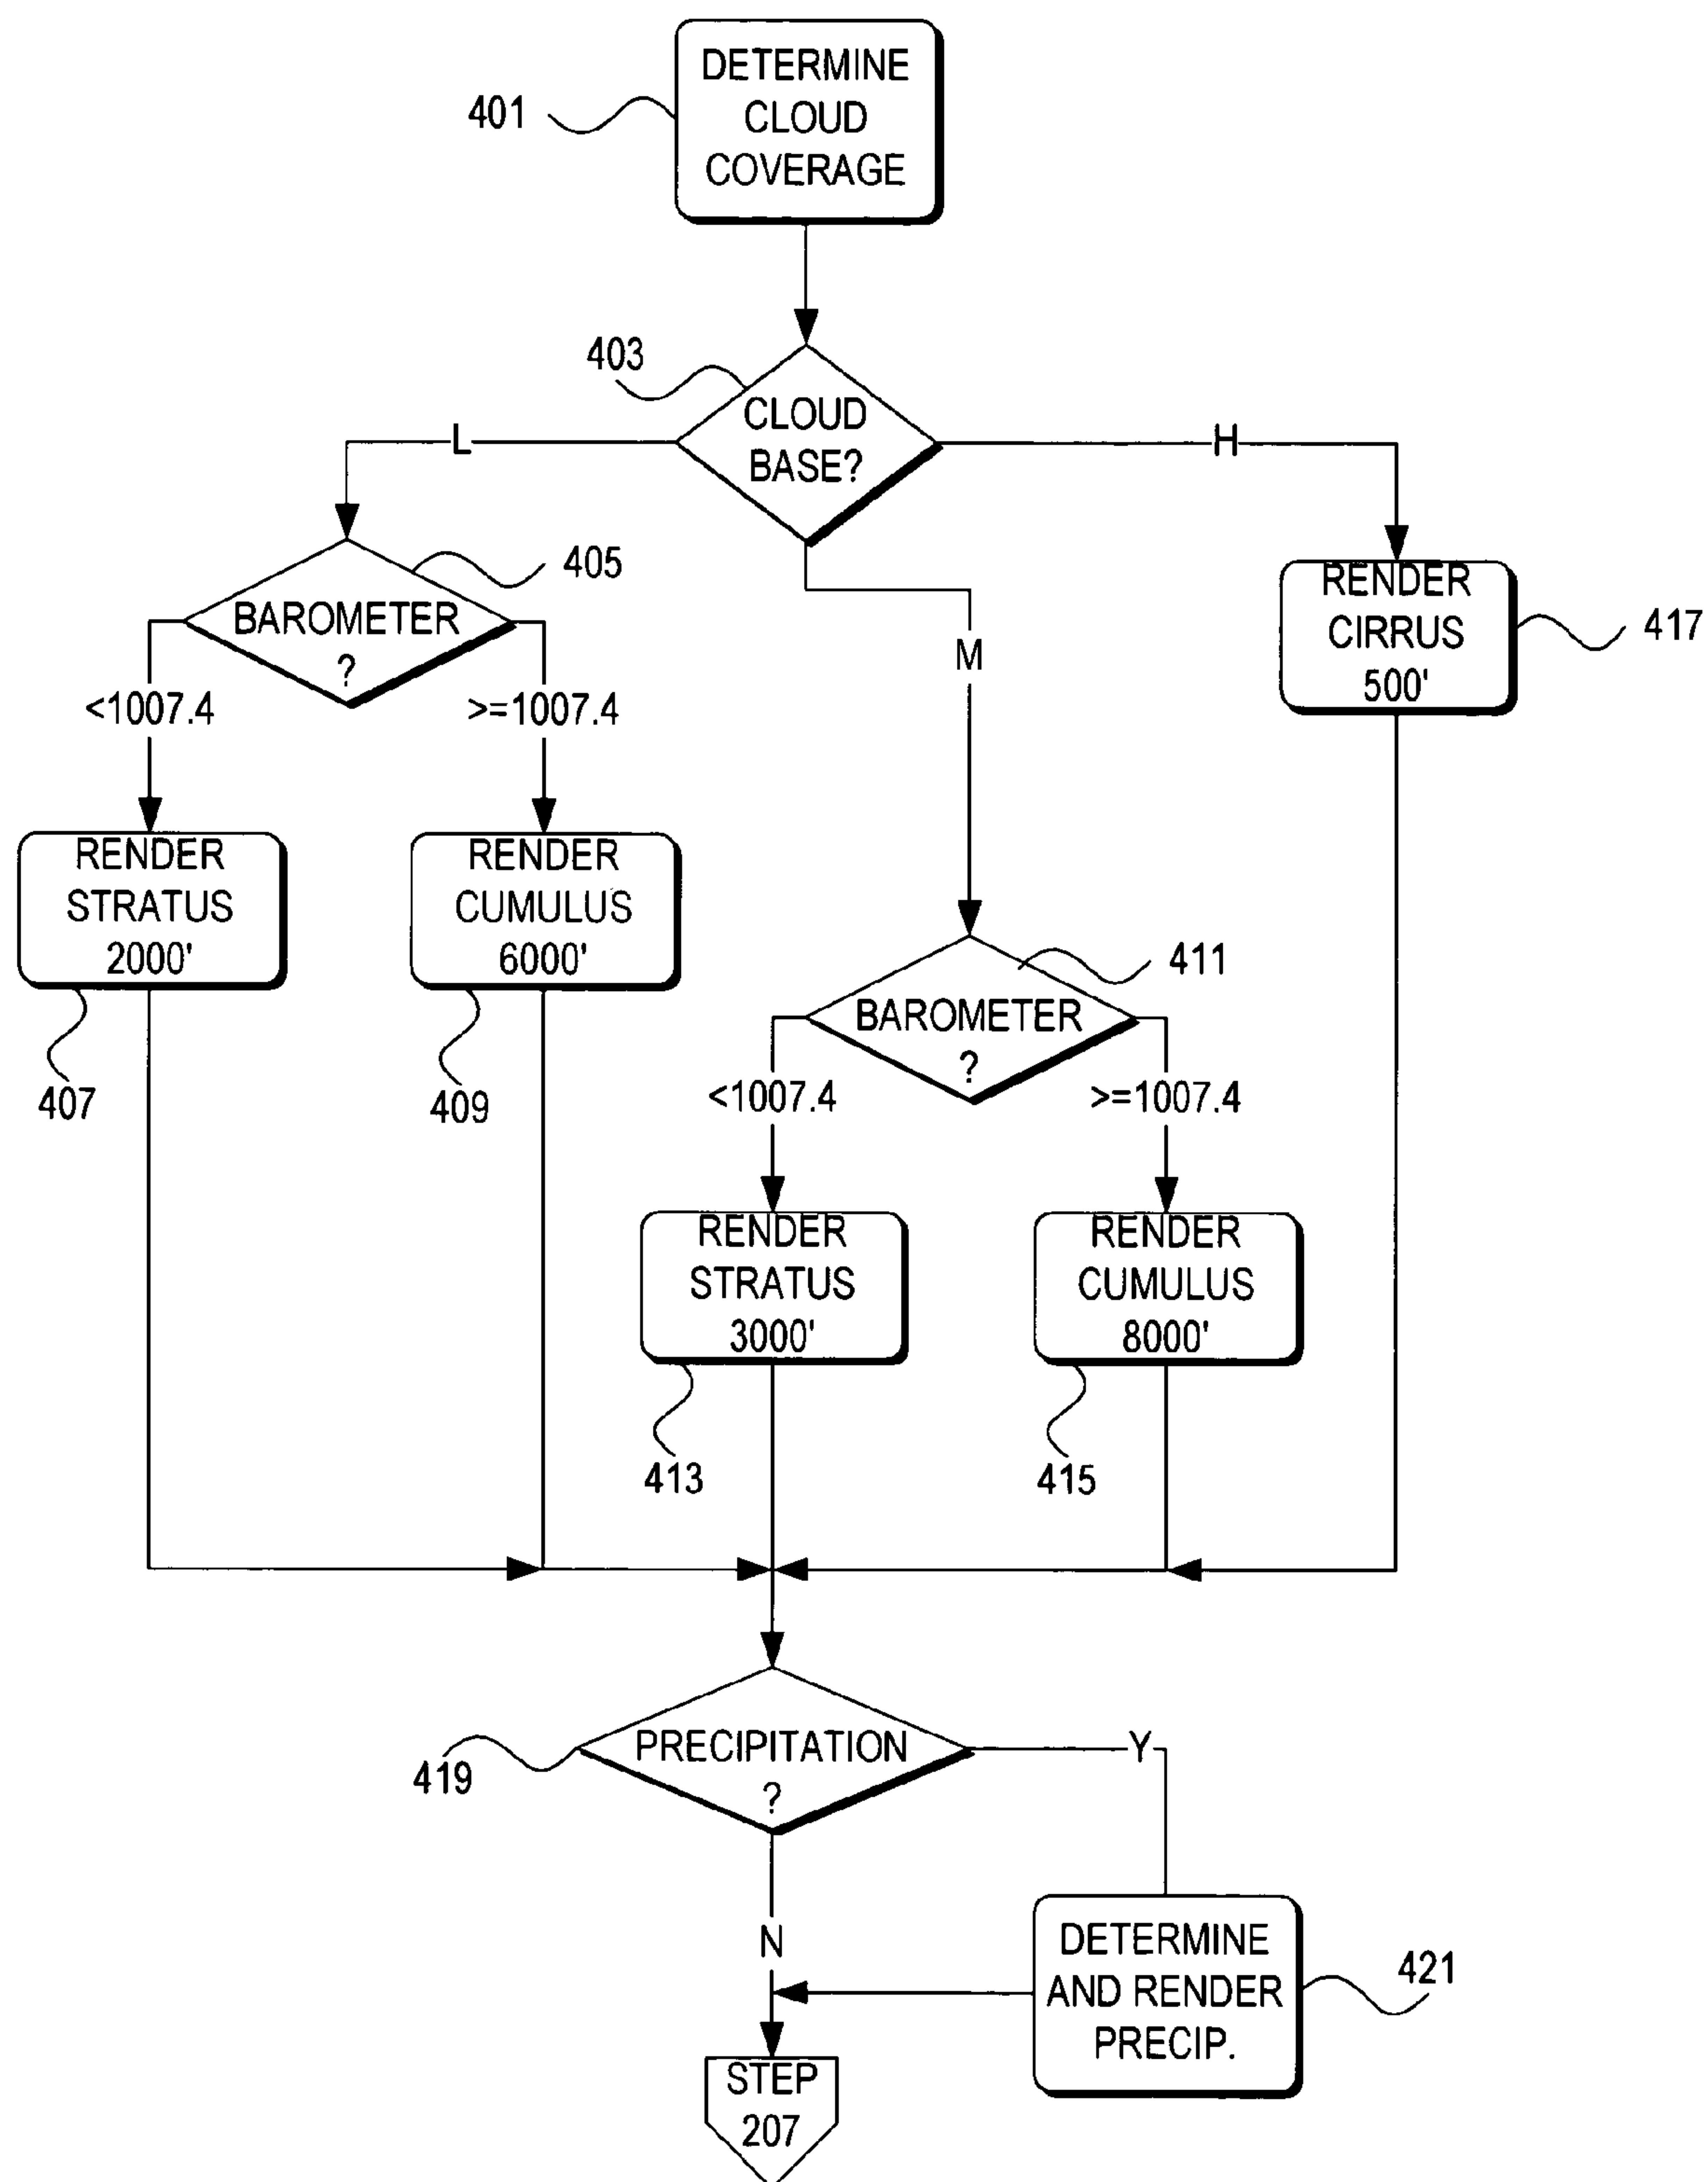 DETERMINE
CLOUD
COVERAGE
401
403
CLOUD
BASE?
L
H
405
BAROMETER
?
<1007.4
>=1007.4
M
RENDER
CIRRUS
500'
417
RENDER
STRATUS
2000'
407
RENDER
CUMULUS
6000'
409
411
BAROMETER
?
<1007.4
>=1007.4
RENDER
STRATUS
3000'
413
RENDER
CUMULUS
8000'
415
PRECIPITATION
?
419
Y
N
DETERMINE
AND RENDER
PRECIP.
421
STEP
207